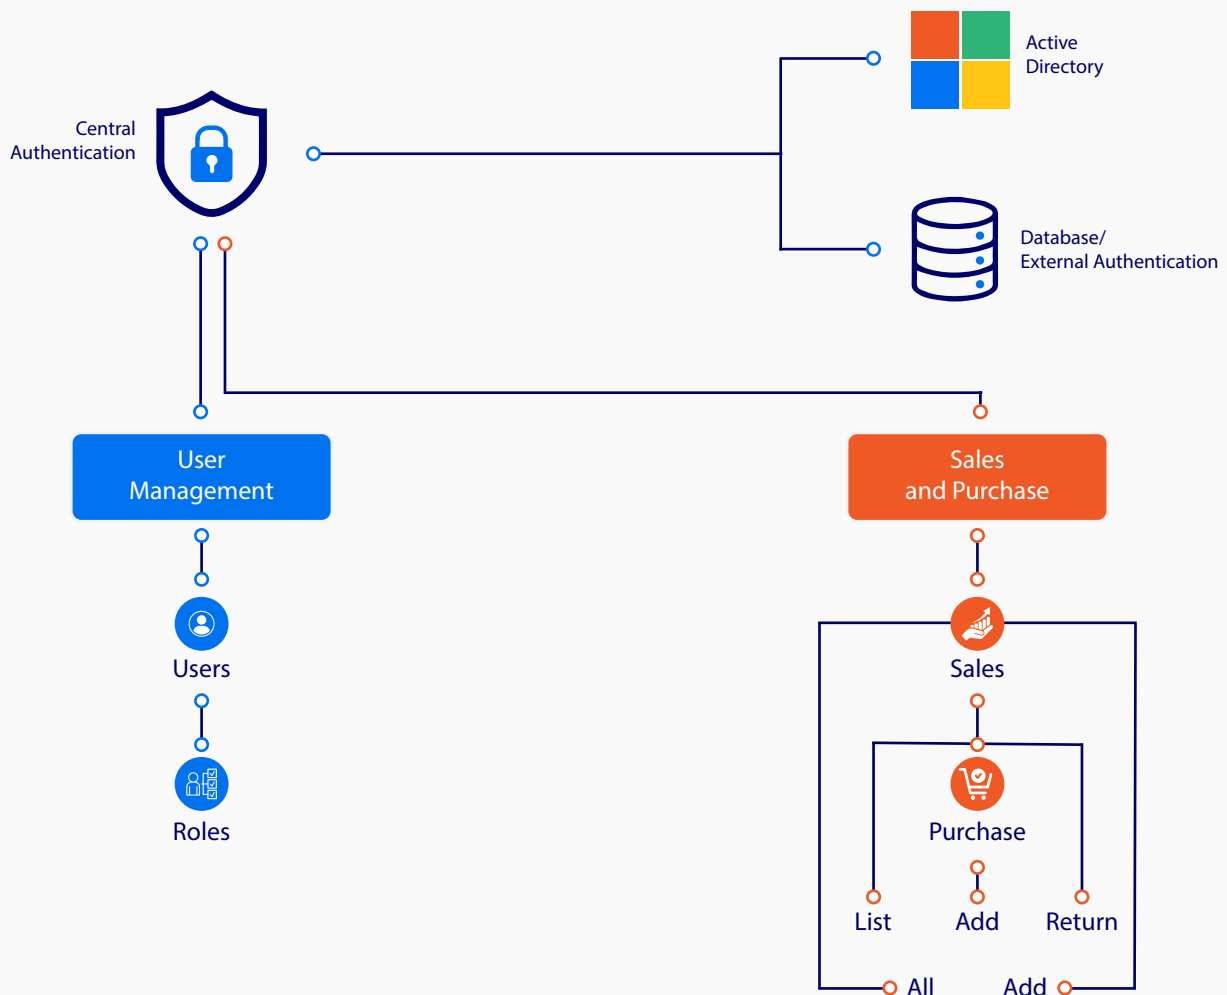 Active
Directory
Central
Authentication
Database/
External Authentication
User
Management
Sales
and Purchase
Users
Sales
Roles
Purchase
List
Add
Return
All
Add